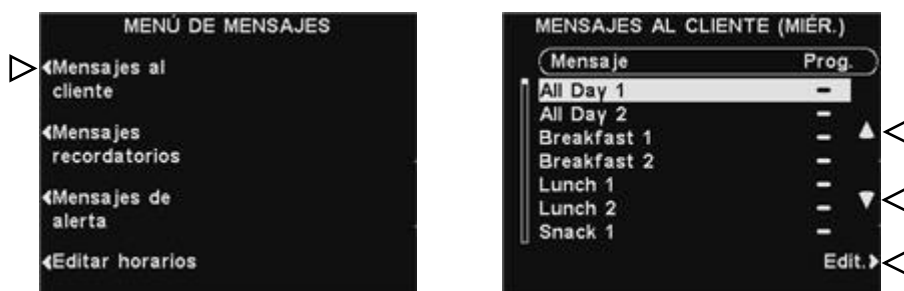 MENÚ DE MENSAJES
Mensajes al
cliente
Mensajes
recordatorios
Mensajes de
alerta
Editar horarios
MENSAJES AL CLIENTE (MIÉR.)
Mensaje Prog.
All Day 1 –
All Day 2 –
Breakfast 1 –
Breakfast 2 –
Lunch 1 –
Lunch 2 –
Snack 1 –
Edit.